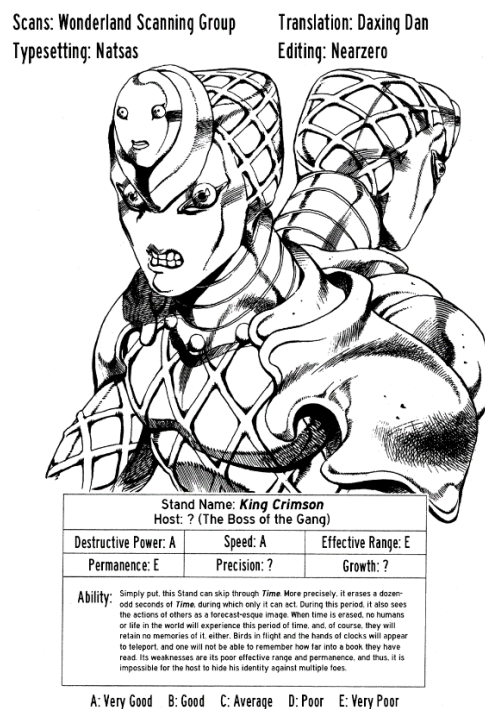 Scans: Wonderland Scanning Group
Translation: Daxing Dan
Typesetting: Natsas
Editing: Nearzero
Stand Name: King Crimson
Host: ? (The Boss of the Gang)
Destructive Power: A
Speed: A
Effective Range: E
Permanence: E
Precision: ?
Growth: ?
Ability:
Simply put, this Stand can skip through Time. More precisely, it erases a dozen-
odd seconds of Time, during which only it can act. During this period, it also sees
the actions of others as a forecast-esque image. When time is erased, no humans
or life in the world will experience this period of time, and, of course, they will
retain no memories of it, either. Birds in flight and the hands of clocks will appear
to teleport, and one will not be able to remember how far into a book they have
read. Its weaknesses are its poor effective range and permanence, and thus, it is
impossible for the host to hide his identity against multiple foes.
A: Very Good B: Good C: Average D: Poor E: Very Poor